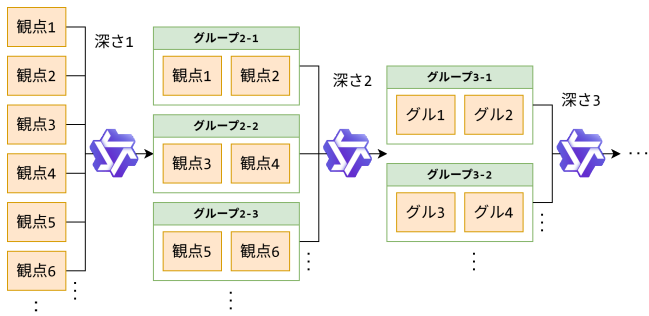 観点1
観点2
観点3
観点4
観点5
観点6
⋮
⋮
深さ1
グループ2-1
観点1 観点2
グループ2-2
観点3 観点4
グループ2-3
観点5 観点6
⋮
⋮
深さ2
グループ3-1
グル1 グル2
グループ3-2
グル3 グル4
⋮
⋮
深さ3
…